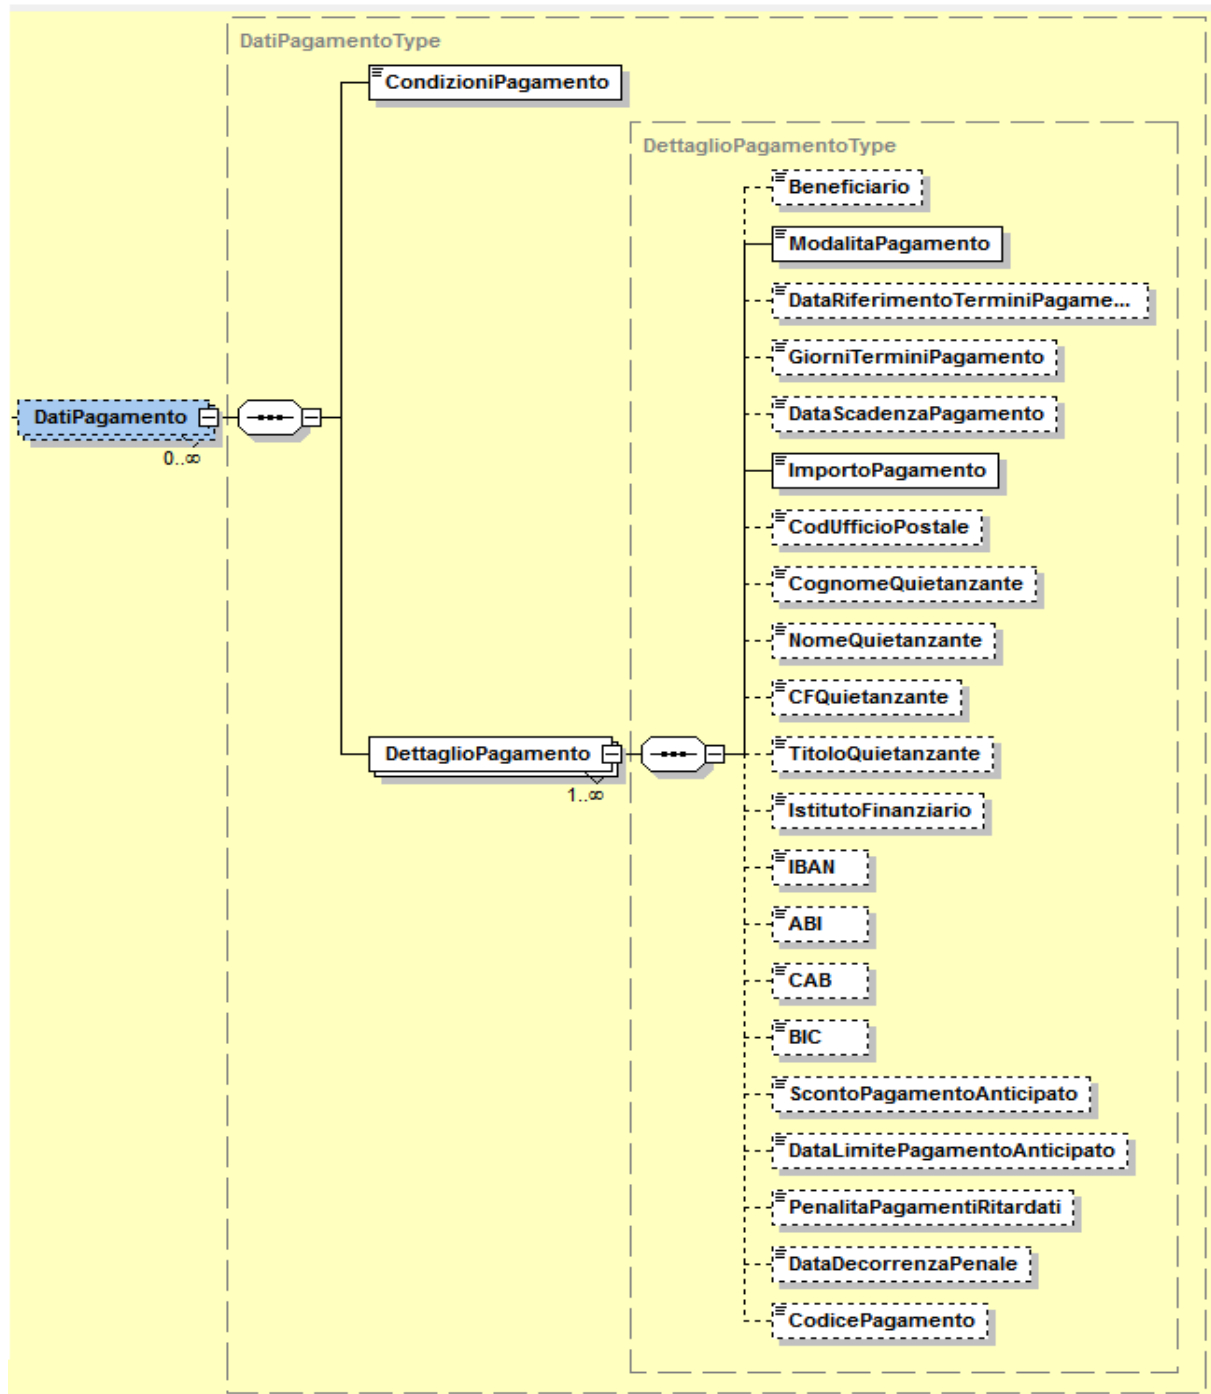 DatiPagamentoType
CondizioniPagamento
DettaglioPagamentoType
Beneficiario
ModalitaPagamento
DataRiferimentoTerminiPagame...
GiorniTerminiPagamento
DataScadenzaPagamento
DatiPagamento
0..∞
ImportoPagamento
CodUfficioPostale
CognomeQuietanzante
NomeQuietanzante
CFQuietanzante
DettaglioPagamento
1..∞
TitoloQuietanzante
IstitutoFinanziario
IBAN
ABI
CAB
BIC
ScontoPagamentoAnticipato
DataLimitePagamentoAnticipato
PenalitaPagamentiRitardati
DataDecorrenzaPenale
CodicePagamento